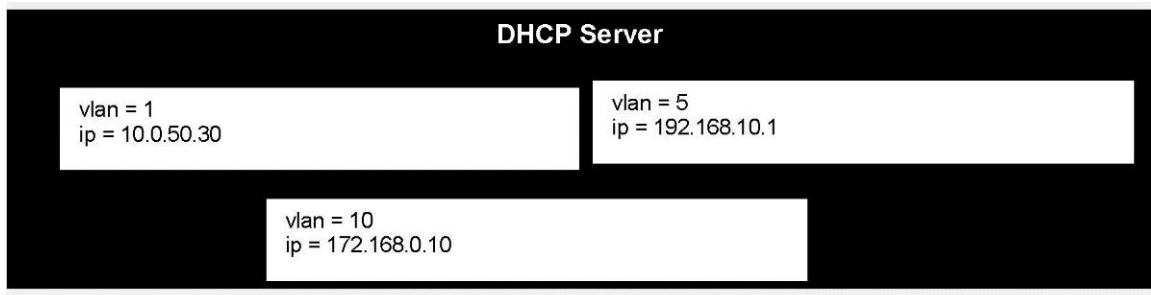 DHCP Server
vlan = 1
ip = 10.0.50.30
vlan = 5
ip = 192.168.10.1
vlan = 10
ip = 172.168.0.10